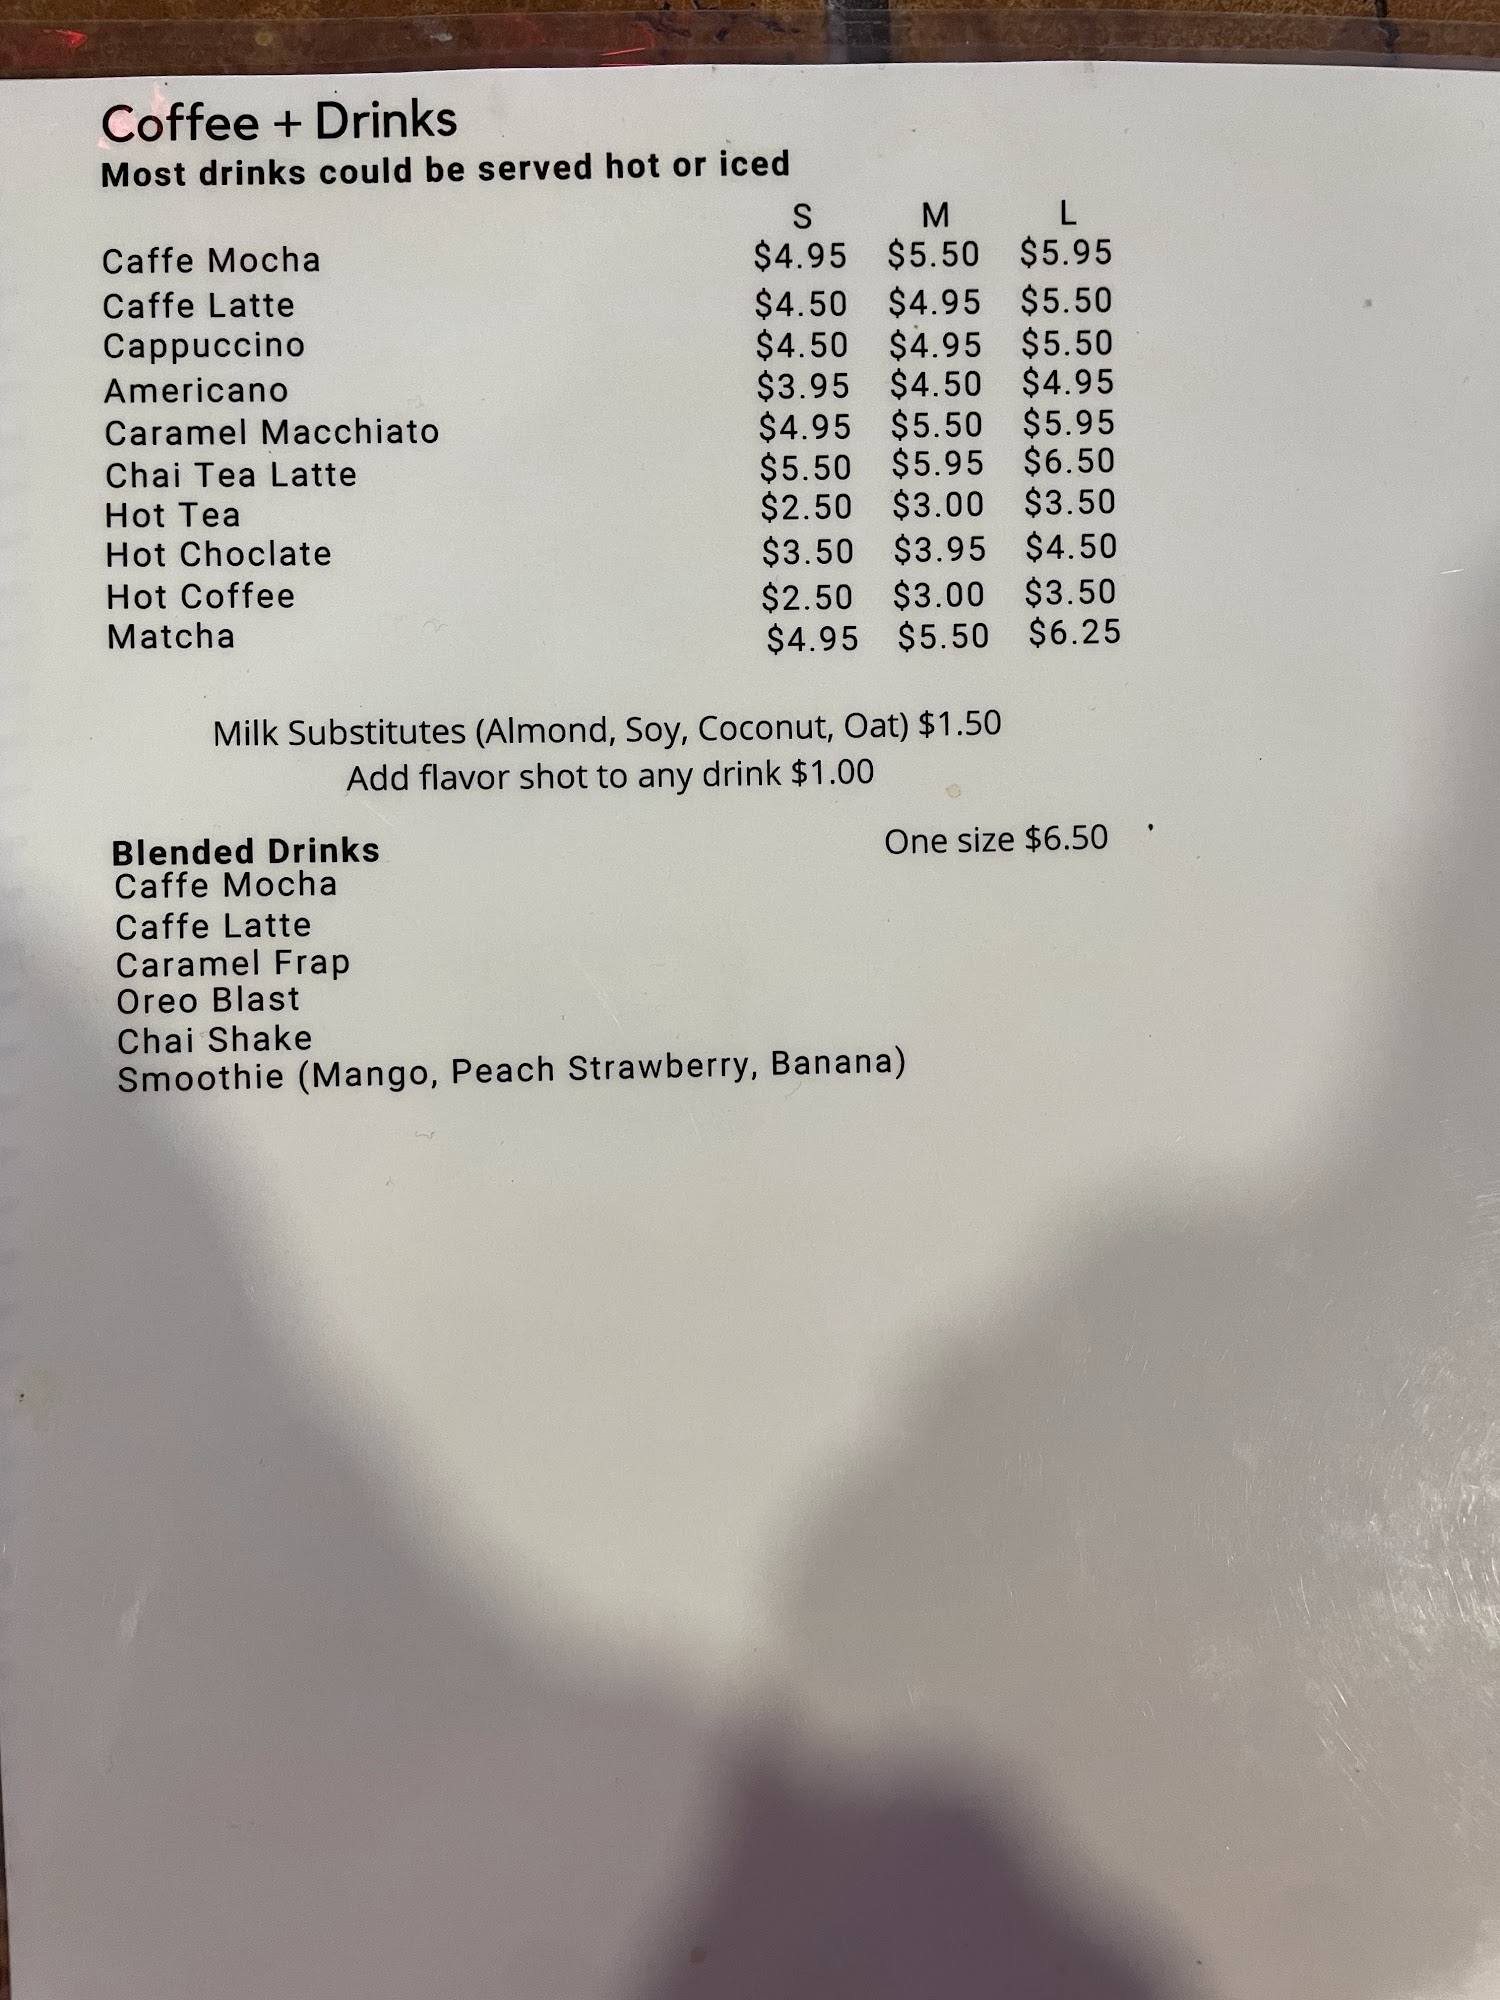 Coffee + Drinks
Most drinks could be served hot or iced
S M L
Caffe Mocha $4.95 $5.50 $5.95
Caffe Latte $4.50 $4.95 $5.50
Cappuccino $4.50 $4.95 $5.50
Americano $3.95 $4.50 $4.95
Caramel Macchiato $4.95 $5.50 $5.95
Chai Tea Latte $5.50 $5.95 $6.50
Hot Tea $2.50 $3.00 $3.50
Hot Choclate $3.50 $3.95 $4.50
Hot Coffee $2.50 $3.00 $3.50
Matcha $4.95 $5.50 $6.25
Milk Substitutes (Almond, Soy, Coconut, Oat) $1.50
Add flavor shot to any drink $1.00
Blended Drinks One size $6.50
Caffe Mocha
Caffe Latte
Caramel Frap
Oreo Blast
Chai Shake
Smoothie (Mango, Peach Strawberry, Banana)